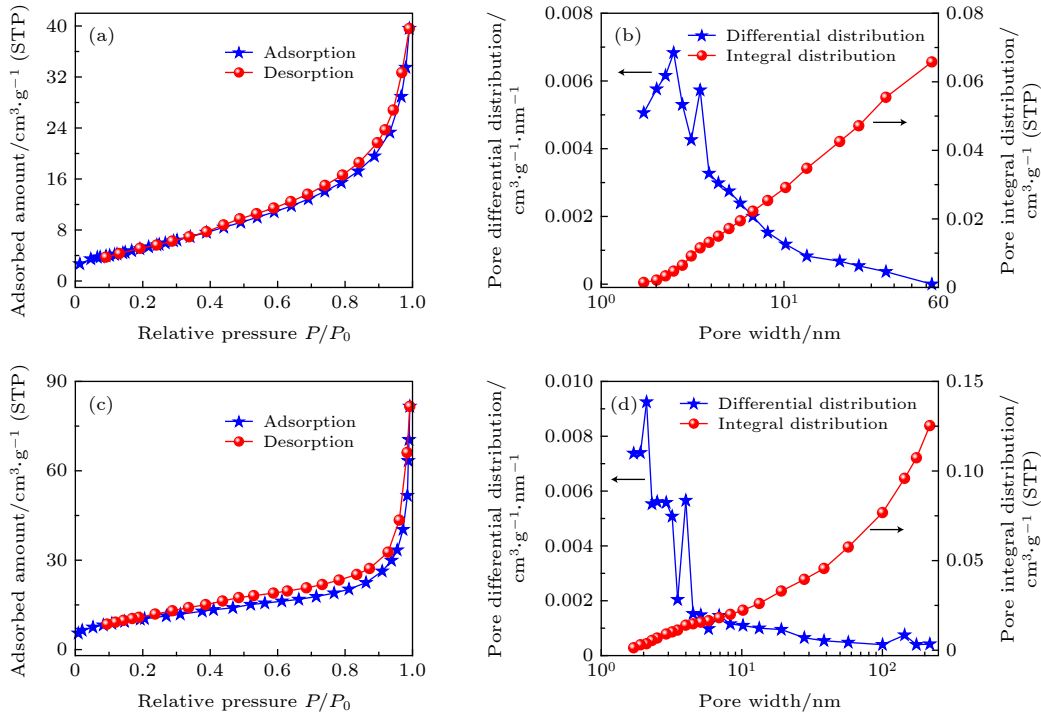 (a)
Adsorption
Desorption
Adsorbed amount/cm³·g⁻¹ (STP)
40
32
24
16
8
0
0 0.2 0.4 0.6 0.8 1.0
Relative pressure P/P₀
(b)
Differential distribution
Integral distribution
Pore differential distribution/
cm³·g⁻¹·nm⁻¹
0.008
0.006
0.004
0.002
0
Pore integral distribution/
cm³·g⁻¹ (STP)
0.08
0.06
0.04
0.02
0
10⁰ 10¹ 60
Pore width/nm
(c)
Adsorption
Desorption
Adsorbed amount/cm³·g⁻¹ (STP)
90
60
30
0
0 0.2 0.4 0.6 0.8 1.0
Relative pressure P/P₀
(d)
Differential distribution
Integral distribution
Pore differential distribution/
cm³·g⁻¹·nm⁻¹
0.010
0.008
0.006
0.004
0.002
0.000
Pore integral distribution/
cm³·g⁻¹ (STP)
0.15
0.10
0.05
0
10⁰ 10¹ 10²
Pore width/nm